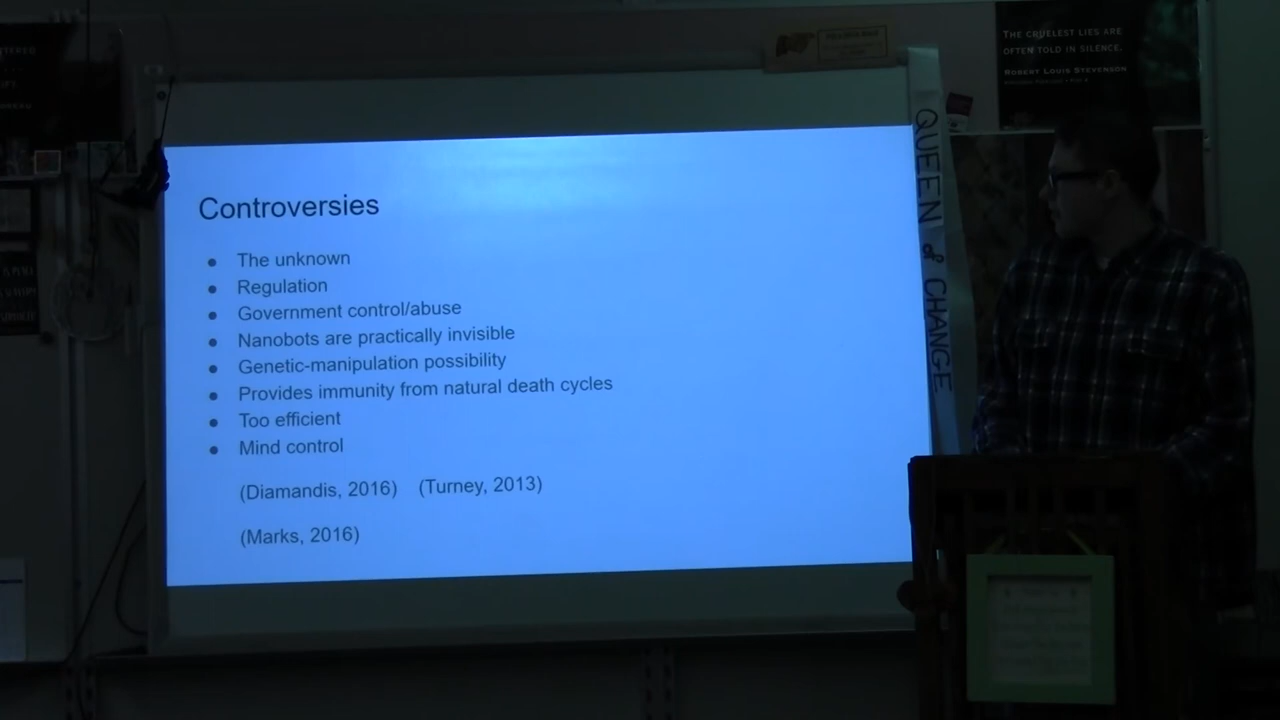 THE CRUELEST LIES ARE
OFTEN TOLD IN SILENCE.
ROBERT LOUIS STEVENSON
QUEEN of CHANGE
Controversies
The unknown
Regulation
Government control/abuse
Nanobots are practically invisible
Genetic-manipulation possibility
Provides immunity from natural death cycles
Too efficient
Mind control
(Diamandis, 2016) (Turney, 2013)
(Marks, 2016)